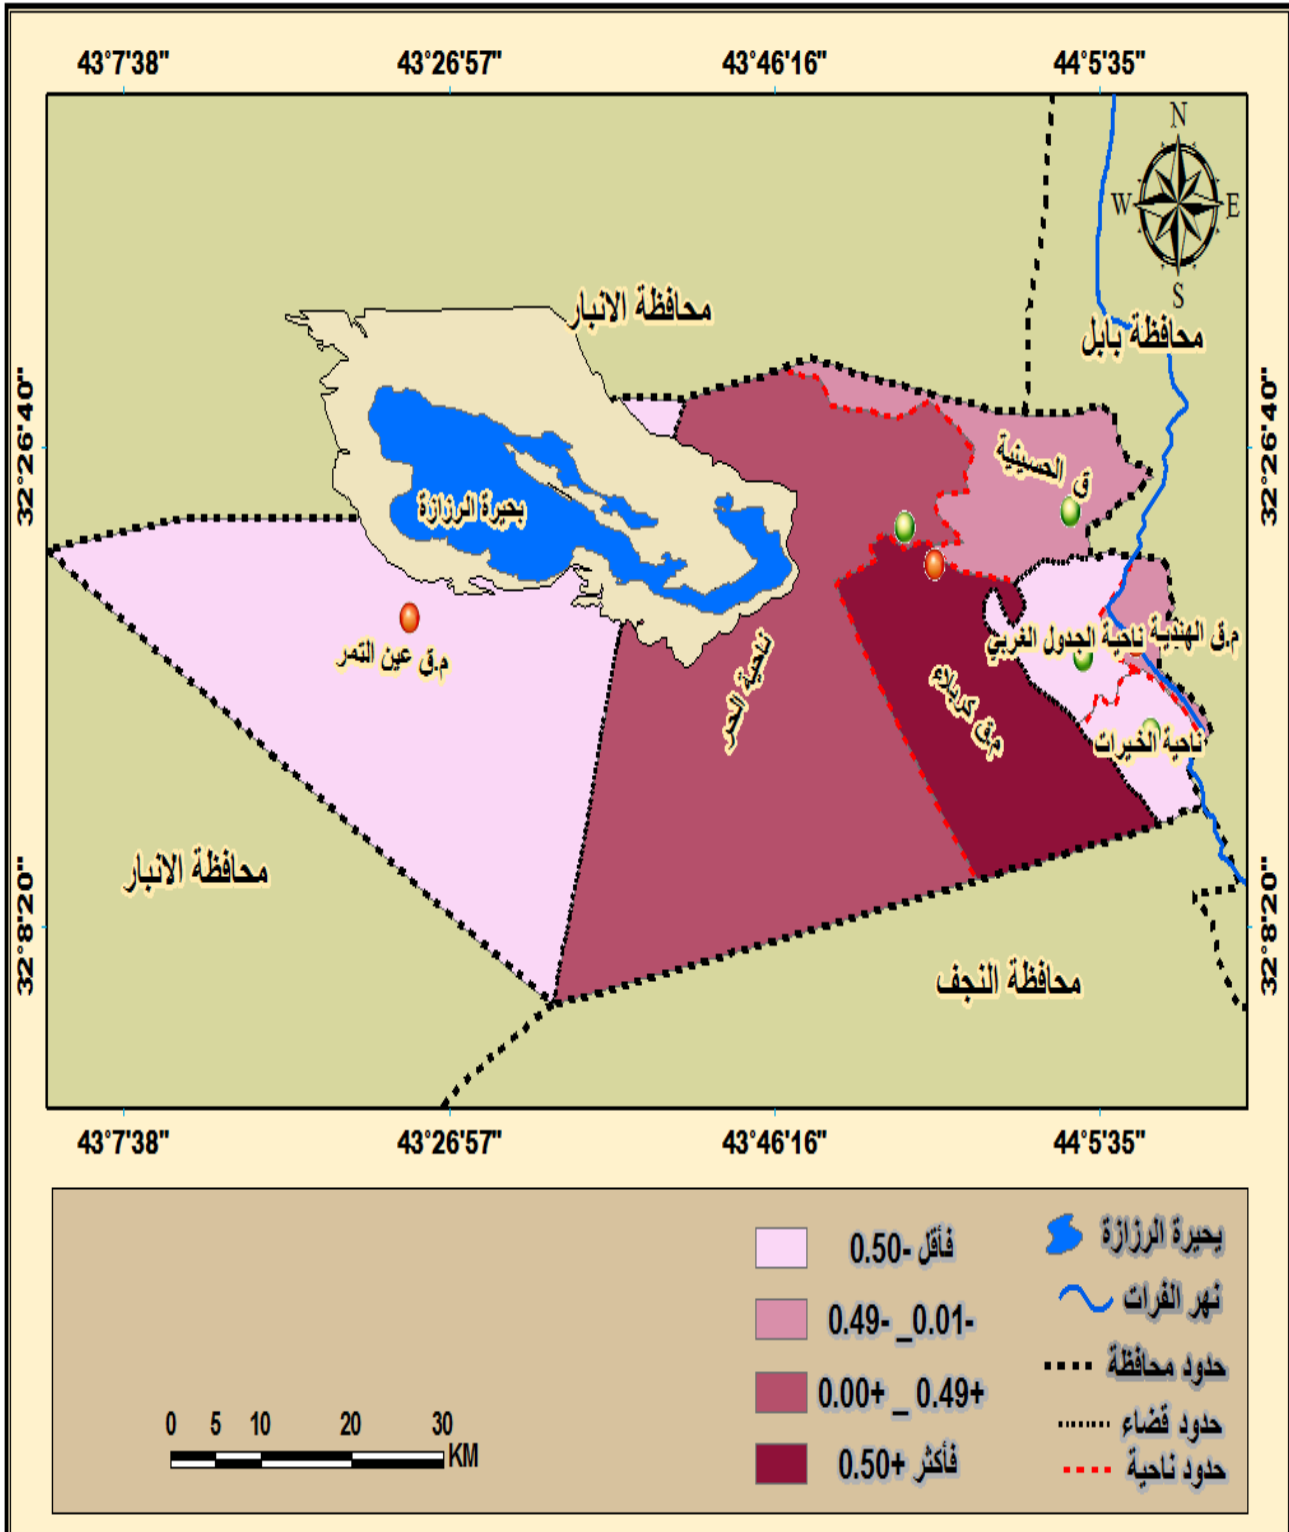 43°7'38" 43°26'57" 43°46'16" 44°5'35"
N
W E
S
محافظة الانبار
محافظة بابل
32°26'40" 32°26'40"
ق الحسينية
بحيرة الرزازة
م.ق عين التمر
ناحية الحر
م.ق كربلاء
ناحية الجدول الغربي
م.ق الهندية
ناحية الخيرات
محافظة الانبار
محافظة النجف
32°8'20" 32°8'20"
43°7'38" 43°26'57" 43°46'16" 44°5'35"
بحيرة الرزازة
نهر الفرات
حدود محافظة
حدود قضاء
حدود ناحية
0.50- فأقل
0.49- _0.01-
0.00+ _ 0.49+
0.50+ فأكثر
0 5 10 20 30
KM